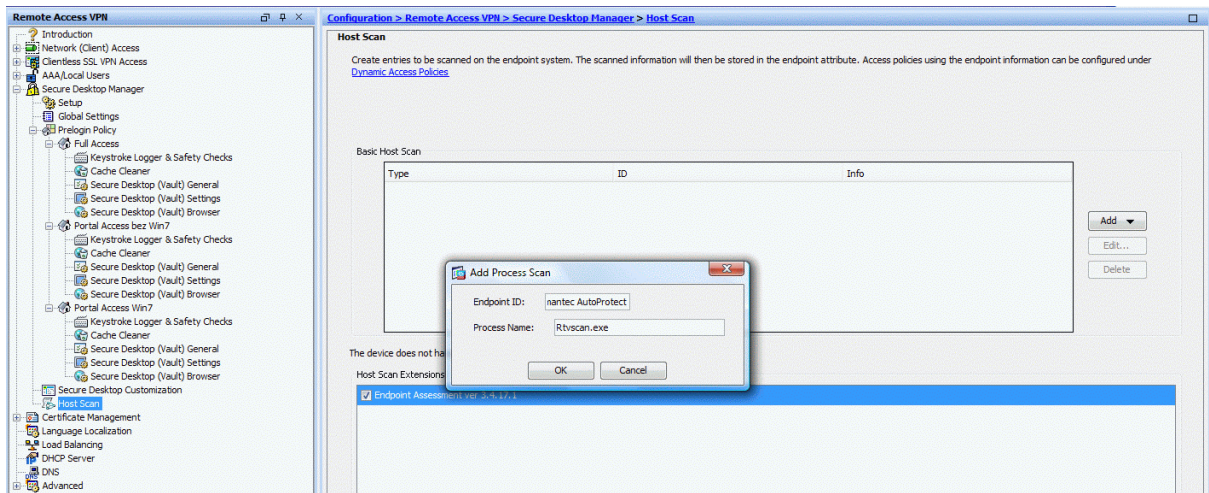 Remote Access VPN
Introduction
Network (Client) Access
Clientless SSL VPN Access
AAA/Local Users
Secure Desktop Manager
Setup
Global Settings
Prelogin Policy
Full Access
Keystroke Logger & Safety Checks
Cache Cleaner
Secure Desktop (Vault) General
Secure Desktop (Vault) Settings
Secure Desktop (Vault) Browser
Portal Access bez Win7
Keystroke Logger & Safety Checks
Cache Cleaner
Secure Desktop (Vault) General
Secure Desktop (Vault) Settings
Secure Desktop (Vault) Browser
Portal Access Win7
Keystroke Logger & Safety Checks
Cache Cleaner
Secure Desktop (Vault) General
Secure Desktop (Vault) Settings
Secure Desktop (Vault) Browser
Secure Desktop Customization
Host Scan
Certificate Management
Language Localization
Load Balancing
DHCP Server
DNS
Advanced
Configuration > Remote Access VPN > Secure Desktop Manager > Host Scan
Host Scan
Create entries to be scanned on the endpoint system. The scanned information will then be stored in the endpoint attribute. Access policies using the endpoint information can be configured under
Dynamic Access Policies
Basic Host Scan
Type ID Info
Add
Edit...
Delete
Add Process Scan
Endpoint ID: nantec AutoProtect
Process Name: Rtvscan.exe
OK Cancel
The device does not ha
Host Scan Extensions
Endpoint Assessment ver 3.4.17.1